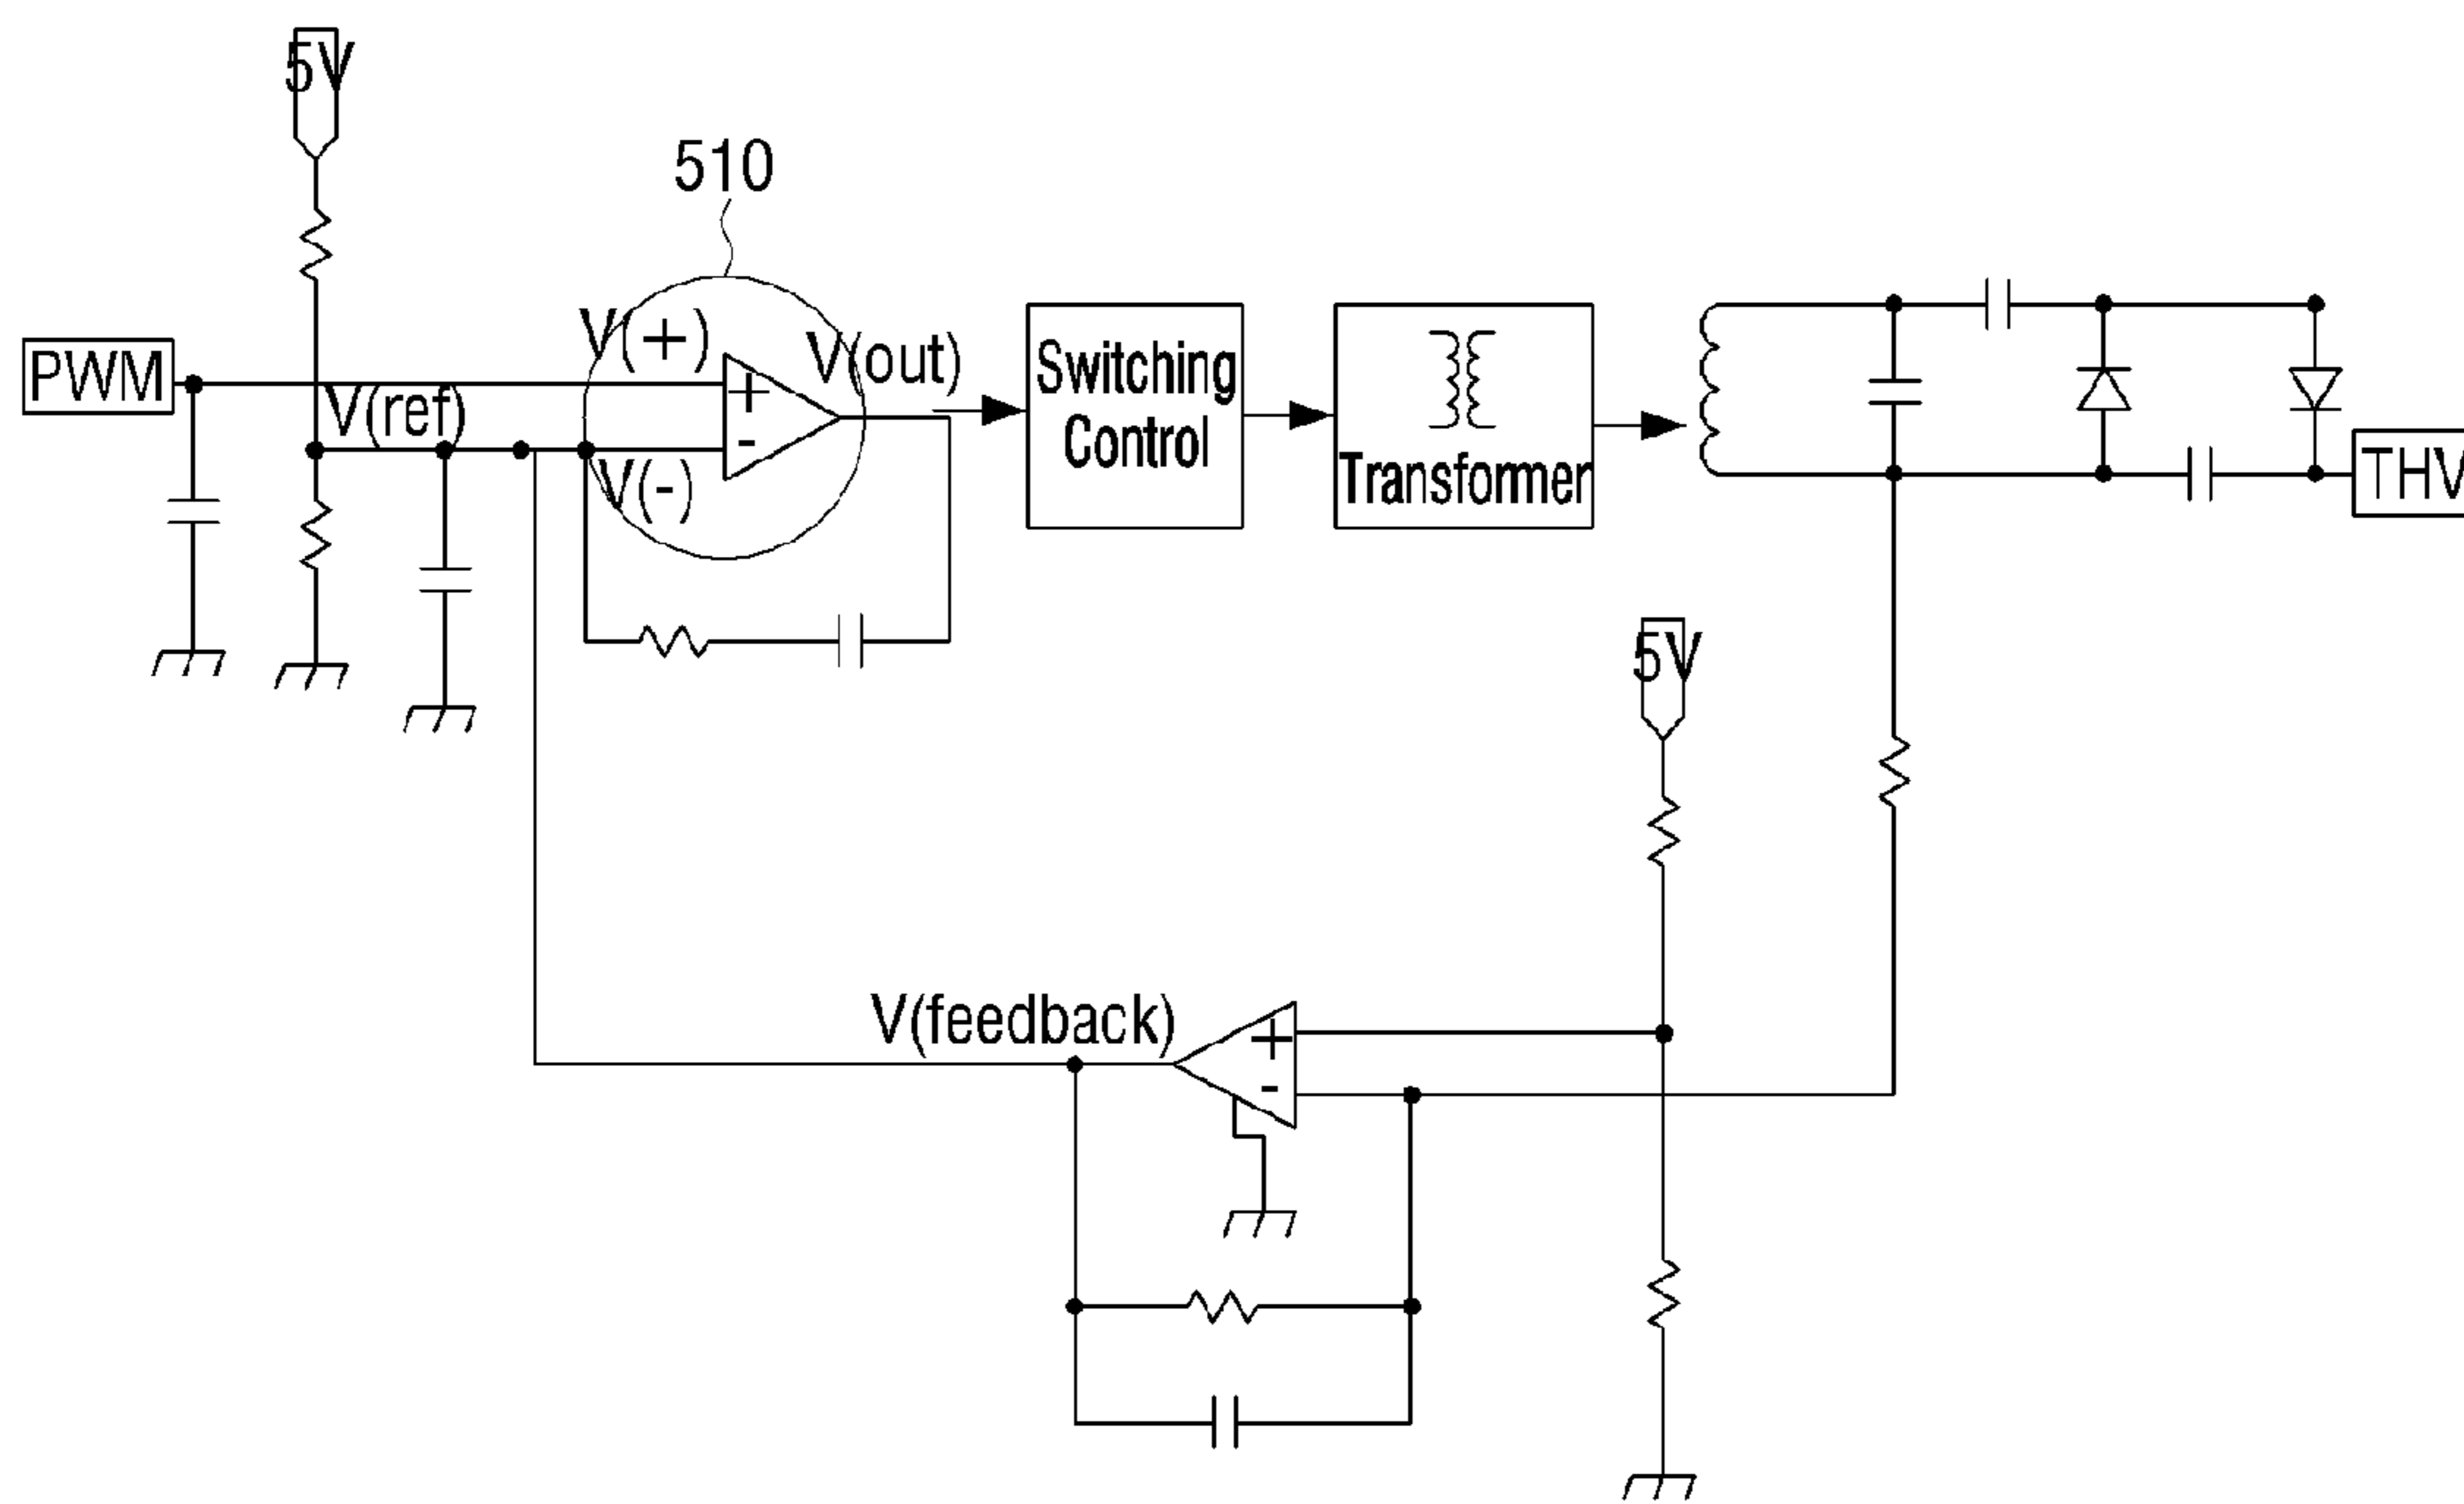 5V
510
V(+)
V(out)
PWM
V(ref)
V(-)
Switching
Control
Transformer
THV
5V
V(feedback)
+
-
+
-